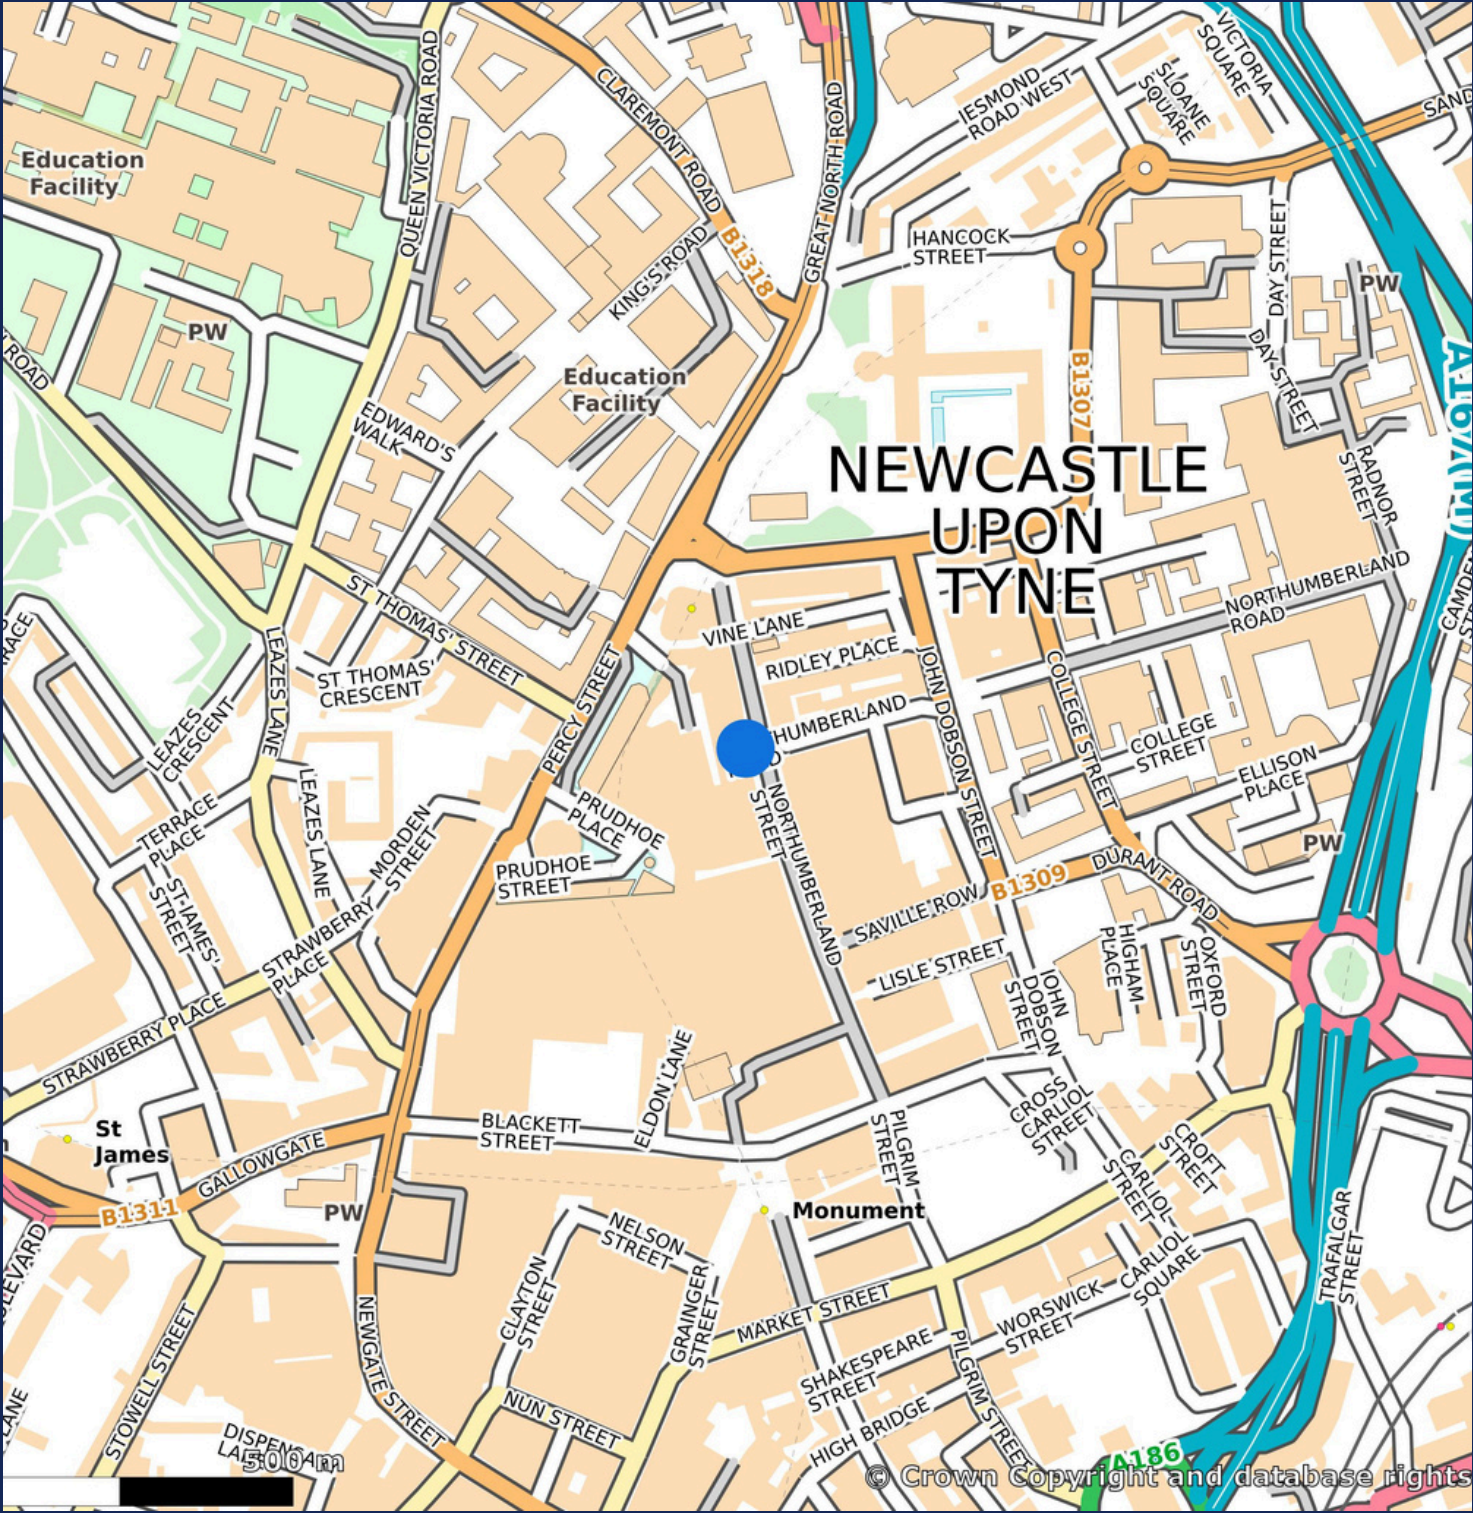 VICTORIA
SQUARE
SLOANE
SQUARE
SAND
JESMOND
ROAD WEST
CLAREMONT ROAD
GREAT NORTH ROAD
QUEEN VICTORIA ROAD
Education
Facility
HANCOCK
STREET
DAY STREET
KING'S ROAD
B1318
PW
PW
ROAD
DAY STREET
A167(M)
B1307
Education
Facility
EDWARD'S
WALK
NEWCASTLE
UPON
TYNE
RADNOR
STREET
NORTHUMBERLAND
ROAD
CAMDEN
ST THOMAS' STREET
VINE LANE
RIDLEY PLACE
ST THOMAS'
CRESCENT
LEAZES LANE
PERCY STREET
JOHN DOBSON STREET
COLLEGE STREET
LEAZES
CRESCENT
THUMBERLAND
COLLEGE
STREET
ELLISON
PLACE
LEAZES LANE
TERRACE
PLACE
MORDEN
STREET
PRUDHOE
PLACE
PRUDHOE
STREET
NORTHUMBERLAND
STREET
PW
DURANT ROAD
B1309
ST JAMES'
STREET
SAVILLE ROW
STRAWBERRY
PLACE
LISLE STREET
HIGHAM
PLACE
OXFORD
STREET
JOHN
DOBSON
STREET
STRAWBERRY PLACE
ELDON LANE
St
James
BLACKETT
STREET
PILGRIM
STREET
CROSS
CARLIOL
STREET
CROFT
STREET
CARLIOL
STREET
GALLOWGATE
B1311
PW
Monument
NELSON
STREET
CLAYTON
STREET
GRAINGER
STREET
MARKET STREET
WORSWICK
STREET
CARLIOL
SQUARE
TRAFALGAR
STREET
STOWELL STREET
NEWGATE STREET
NUN STREET
SHAKESPEARE
STREET
PILGRIM STREET
HIGH BRIDGE
LANE
500 m
A186
© Crown Copyright and database rights